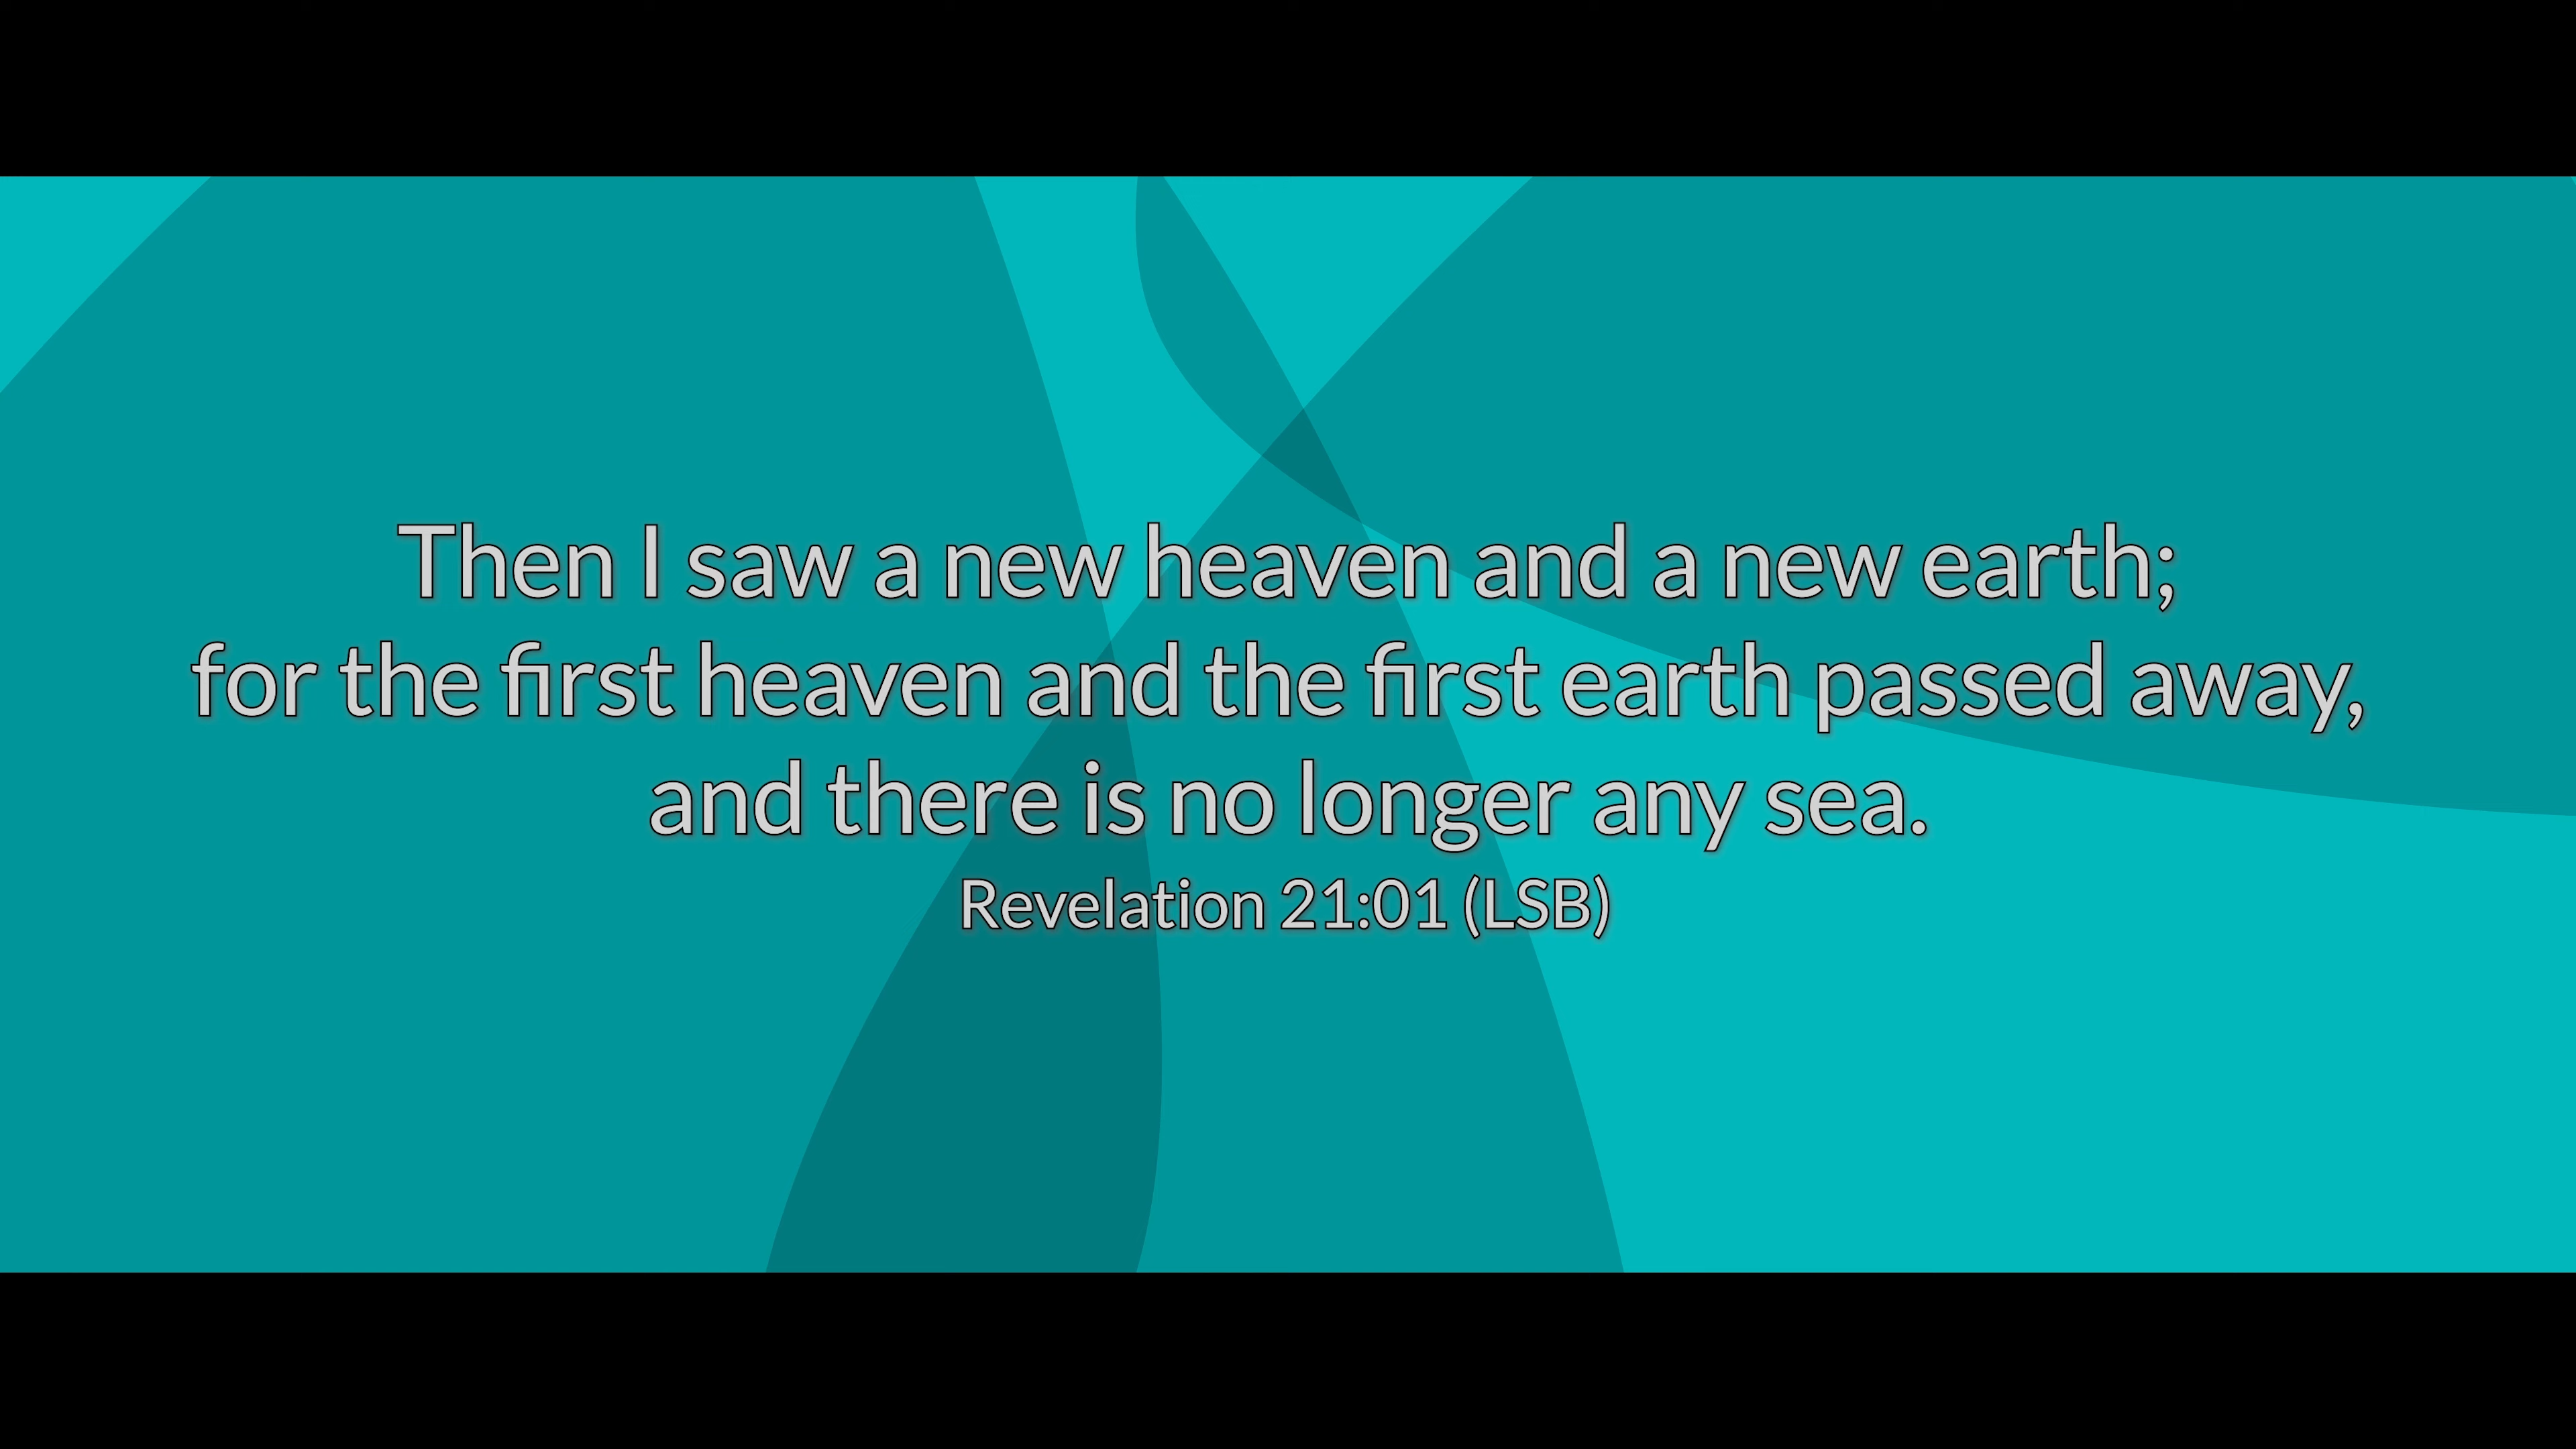 Then I saw a new heaven and a new earth;
for the first heaven and the first earth passed away,
and there is no longer any sea.
Revelation 21:01 (LSB)